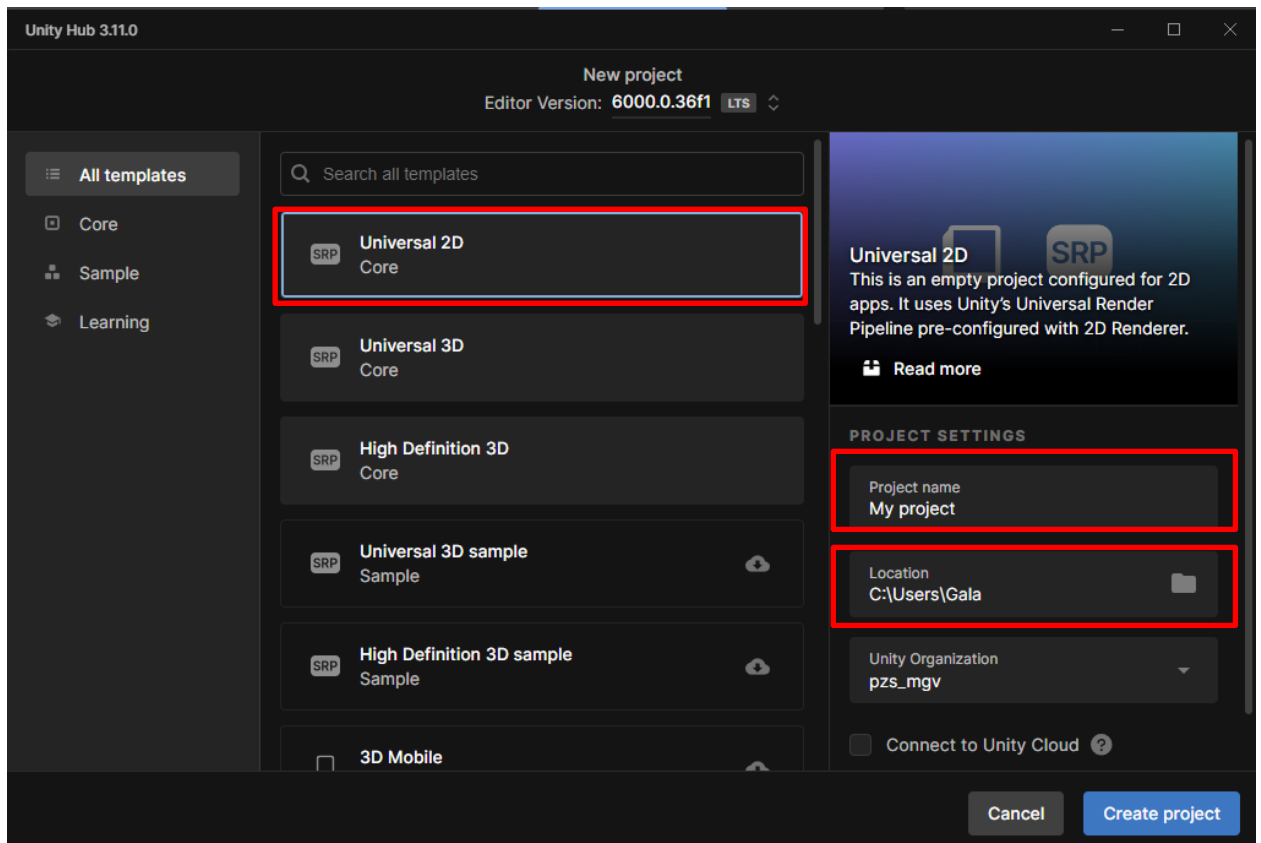 Unity Hub 3.11.0
New project
Editor Version: 6000.0.36f1 LTS
All templates
Core
Sample
Learning
Search all templates
SRP
Universal 2D
Core
SRP
Universal 3D
Core
SRP
High Definition 3D
Core
SRP
Universal 3D sample
Sample
SRP
High Definition 3D sample
Sample
3D Mobile
SRP
Universal 2D
This is an empty project configured for 2D
apps. It uses Unity's Universal Render
Pipeline pre-configured with 2D Renderer.
Read more
PROJECT SETTINGS
Project name
My project
Location
C:\Users\Gala
Unity Organization
pzs_mgv
Connect to Unity Cloud ?
Cancel
Create project